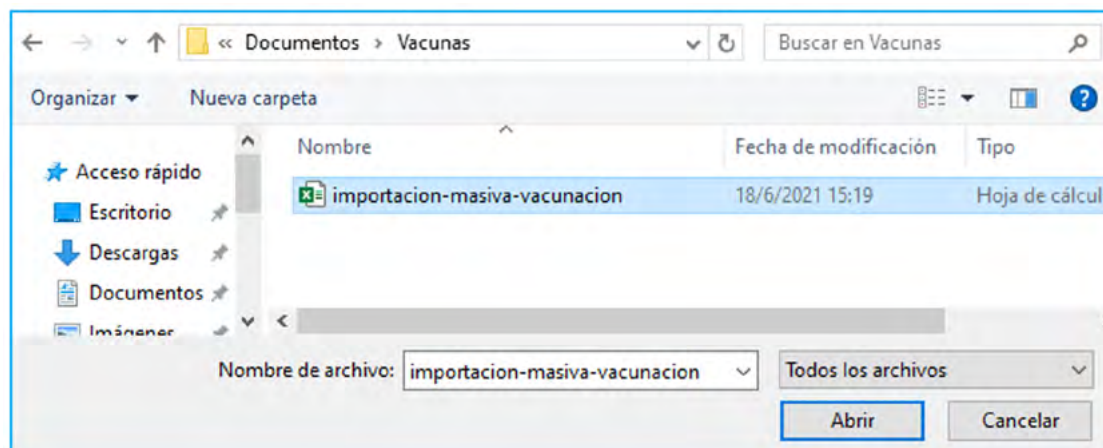 « Documentos > Vacunas
Buscar en Vacunas
Organizar
Nueva carpeta
?
Nombre
Fecha de modificación
Tipo
Acceso rápido
Escritorio
Descargas
Documentos
Imágenes
importacion-masiva-vacunacion
18/6/2021 15:19
Hoja de cálcul
Nombre de archivo:
importacion-masiva-vacunacion
Todos los archivos
Abrir
Cancelar